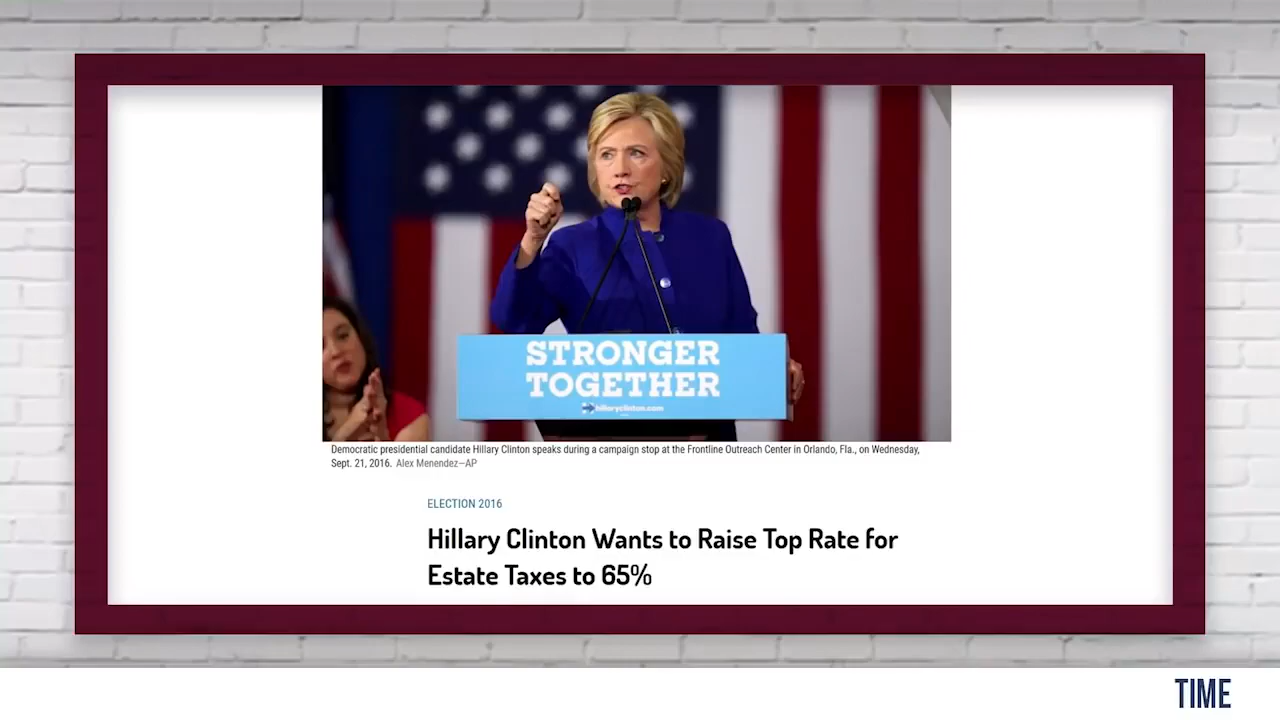 STRONGER
TOGETHER
hillaryclinton.com
Democratic presidential candidate Hillary Clinton speaks during a campaign stop at the Frontline Outreach Center in Orlando, Fla., on Wednesday,
Sept. 21, 2016. Alex Menendez—AP
ELECTION 2016
Hillary Clinton Wants to Raise Top Rate for
Estate Taxes to 65%
TIME